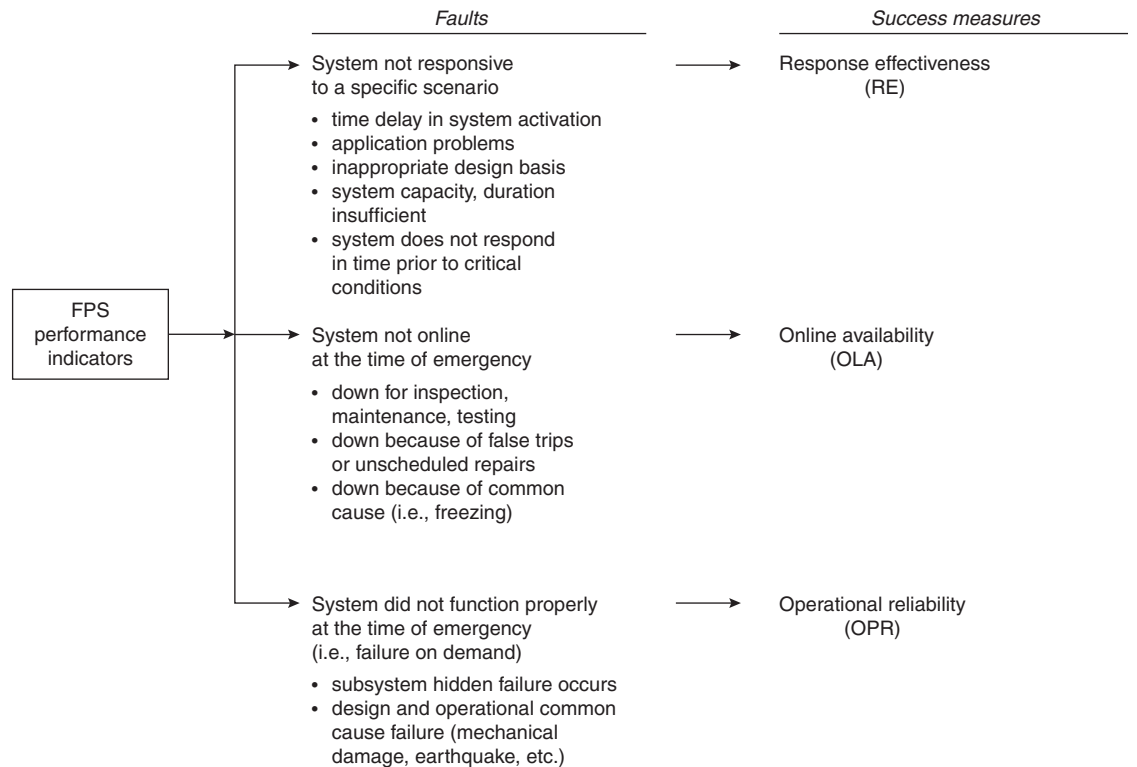 Faults
Success measures
System not responsive
to a specific scenario
• time delay in system activation
• application problems
• inappropriate design basis
• system capacity, duration
insufficient
• system does not respond
in time prior to critical
conditions
Response effectiveness
(RE)
FPS
performance
indicators
System not online
at the time of emergency
• down for inspection,
maintenance, testing
• down because of false trips
or unscheduled repairs
• down because of common
cause (i.e., freezing)
Online availability
(OLA)
System did not function properly
at the time of emergency
(i.e., failure on demand)
• subsystem hidden failure occurs
• design and operational common
cause failure (mechanical
damage, earthquake, etc.)
Operational reliability
(OPR)